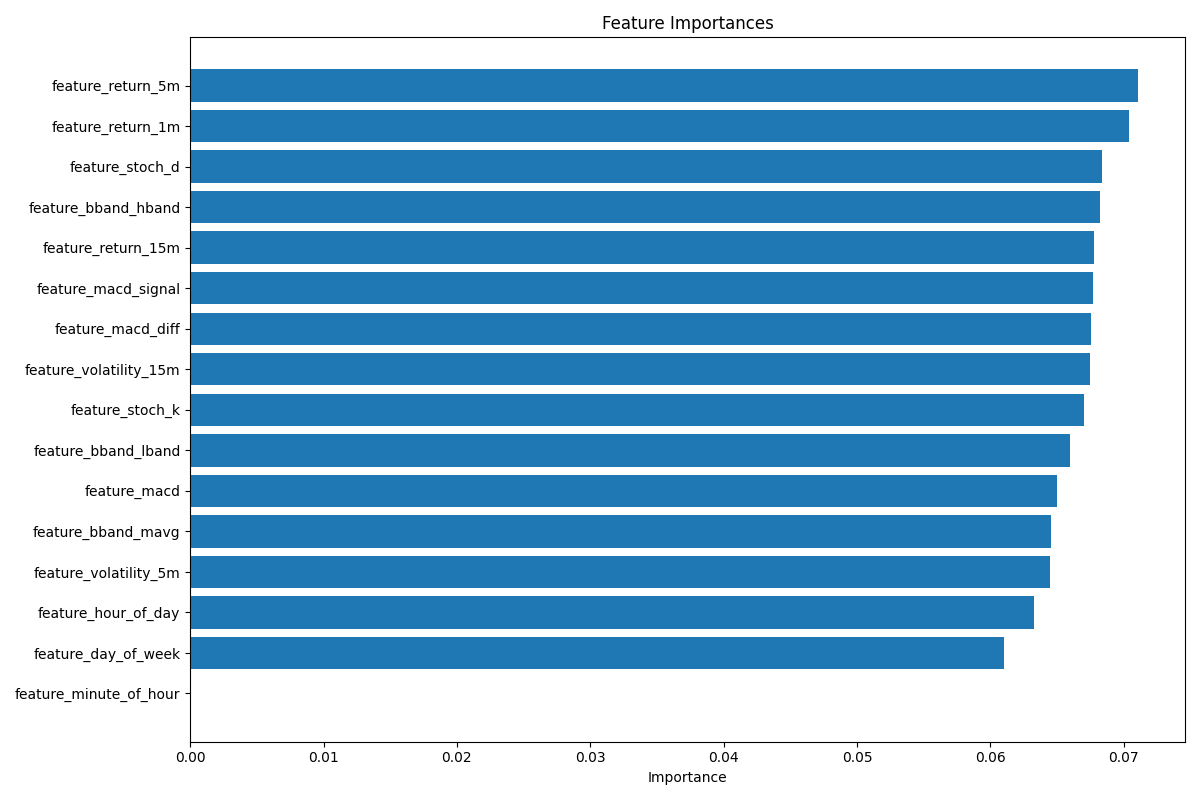 Feature Importances
feature_return_5m
feature_return_1m
feature_stoch_d
feature_bband_hband
feature_return_15m
feature_macd_signal
feature_macd_diff
feature_volatility_15m
feature_stoch_k
feature_bband_lband
feature_macd
feature_bband_mavg
feature_volatility_5m
feature_hour_of_day
feature_day_of_week
feature_minute_of_hour
0.00 0.01 0.02 0.03 0.04 0.05 0.06 0.07
Importance